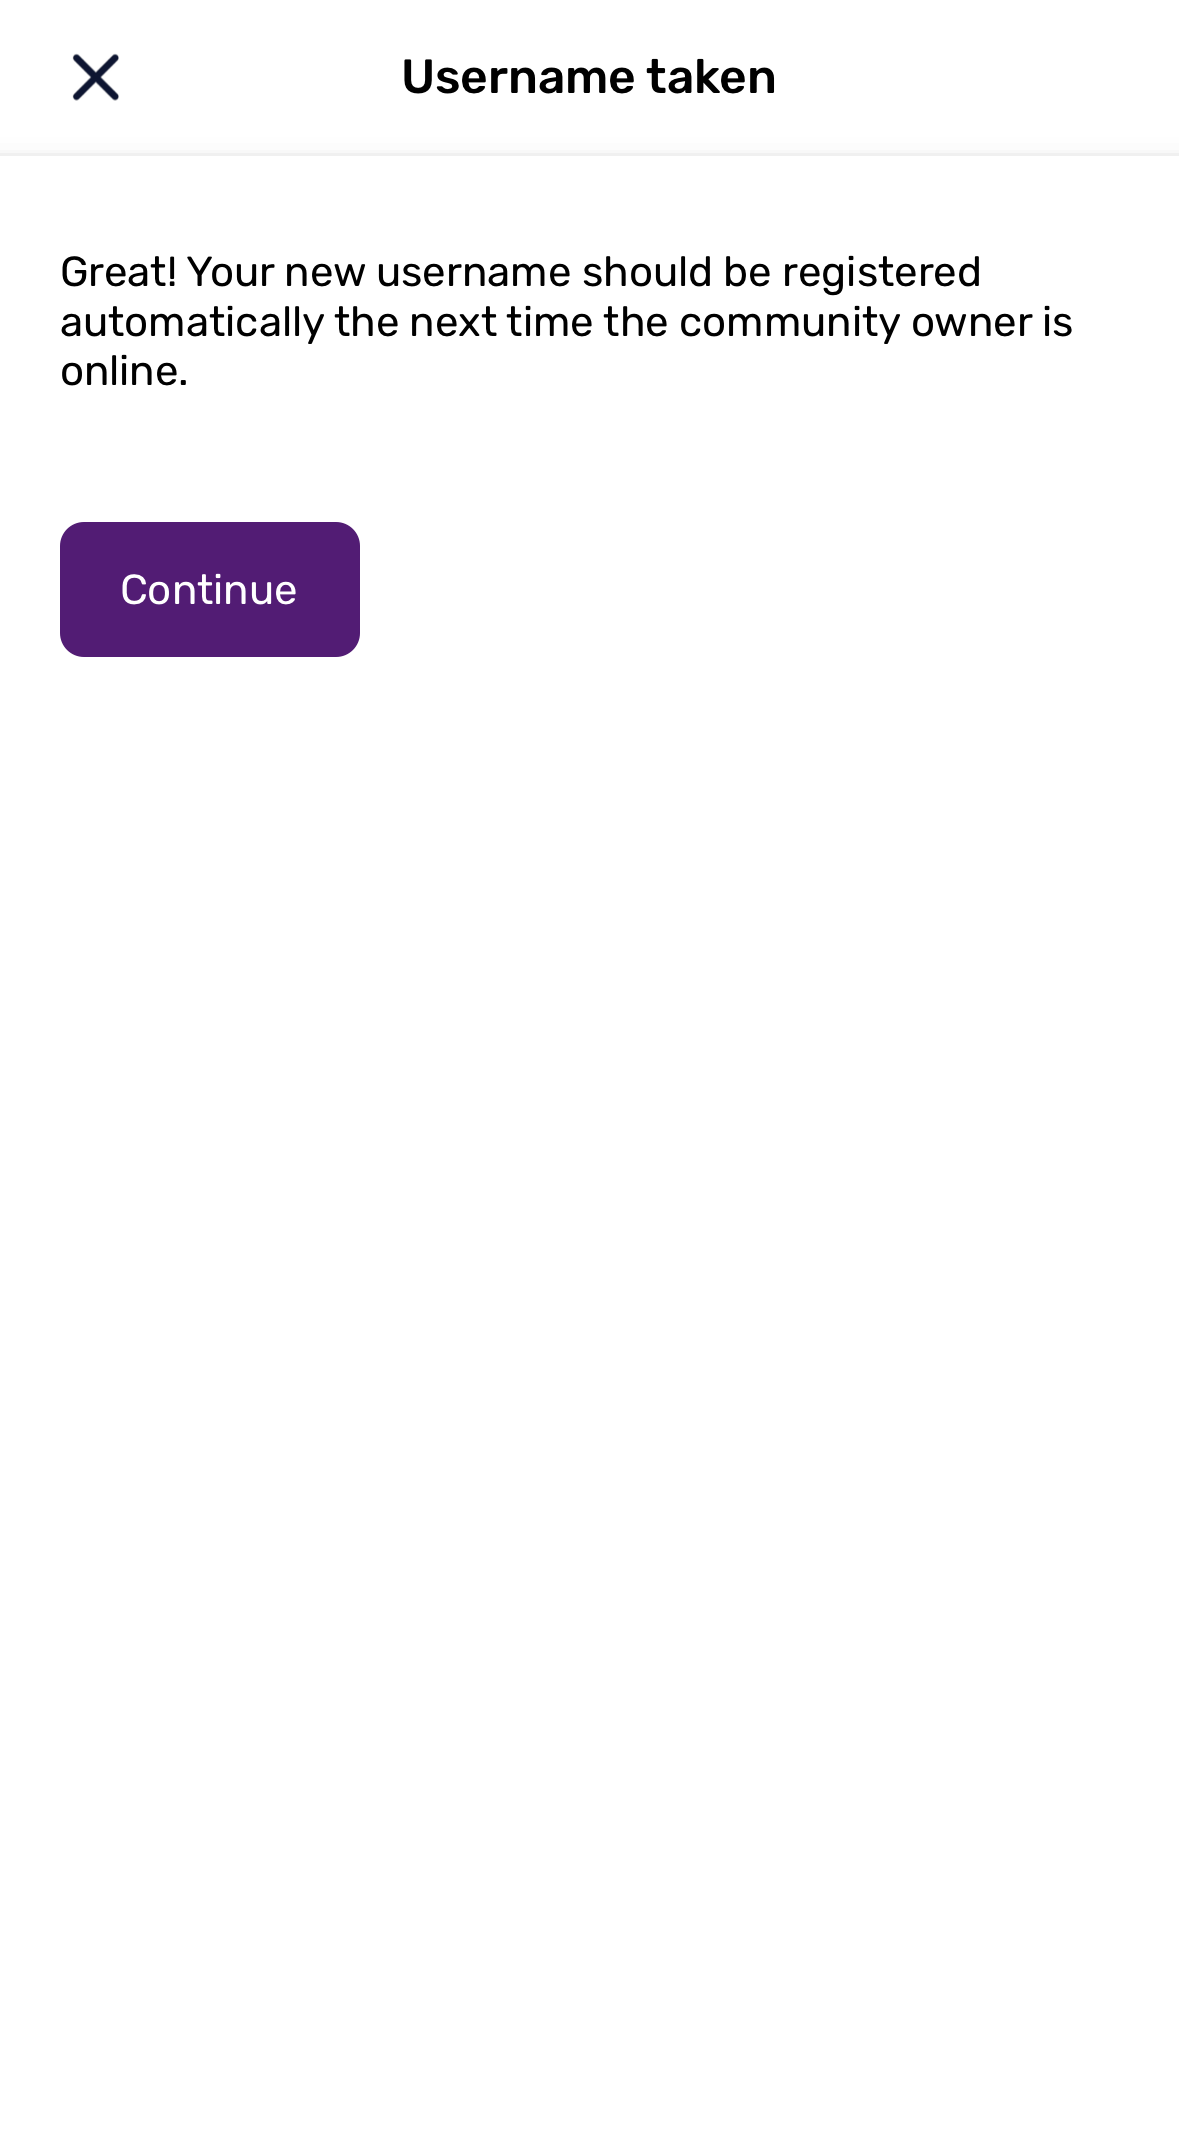 Username taken
Great! Your new username should be registered
automatically the next time the community owner is
online.
Continue